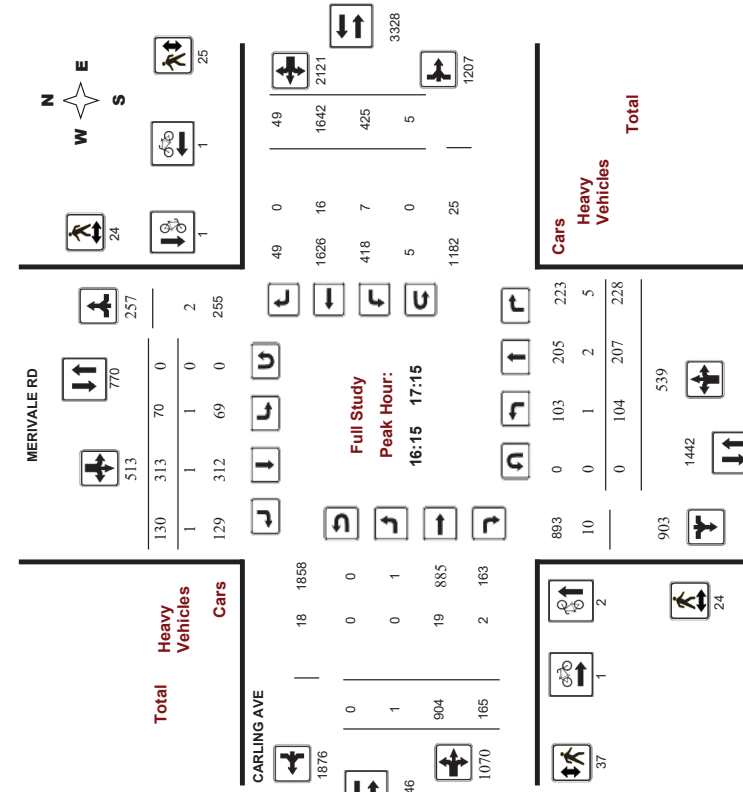 N
W E
S
25
24
1
1
MERIVALE RD
770
257
513
130 313 70 0
1 1 1 0 2
129 312 69 0 255
Total
Heavy
Vehicles
Cars
3328
2121
1207
49 0 49
1626 16 1642
418 7 425
5 0 5
1182 25
Full Study
Peak Hour:
16:15 17:15
CARLING AVE
1876
18 1858
0 0 0
1 0 1
904 19 885
165 2 163
1070
46
Cars
Heavy
Vehicles
Total
893 0 103 205 223
10 0 1 2 5
0 104 207 228
903
1442
539
2
1
24
37